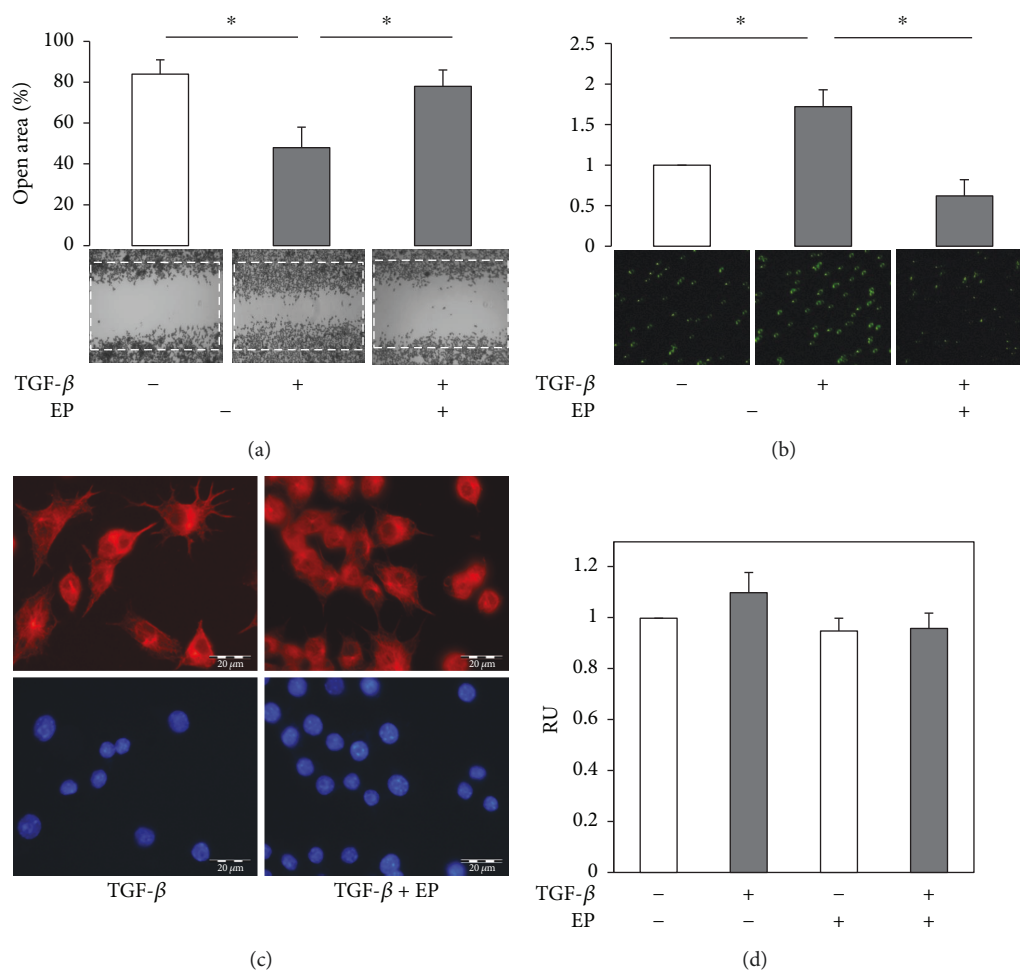 * *
100
80
60
40
20
0
Open area (%)
TGF-β − + +
EP − +
(a)
* *
2.5
2
1.5
1
0.5
0
TGF-β − + +
EP − +
(b)
20 μm 20 μm
20 μm 20 μm
TGF-β TGF-β + EP
(c)
1.2
1
0.8
0.6
0.4
0.2
0
RU
TGF-β − + − +
EP − − + +
(d)